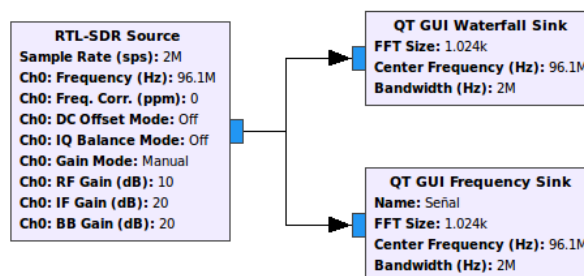 RTL-SDR Source
Sample Rate (sps): 2M
Ch0: Frequency (Hz): 96.1M
Ch0: Freq. Corr. (ppm): 0
Ch0: DC Offset Mode: Off
Ch0: IQ Balance Mode: Off
Ch0: Gain Mode: Manual
Ch0: RF Gain (dB): 10
Ch0: IF Gain (dB): 20
Ch0: BB Gain (dB): 20
QT GUI Waterfall Sink
FFT Size: 1.024k
Center Frequency (Hz): 96.1M
Bandwidth (Hz): 2M
QT GUI Frequency Sink
Name: Señal
FFT Size: 1.024k
Center Frequency (Hz): 96.1M
Bandwidth (Hz): 2M